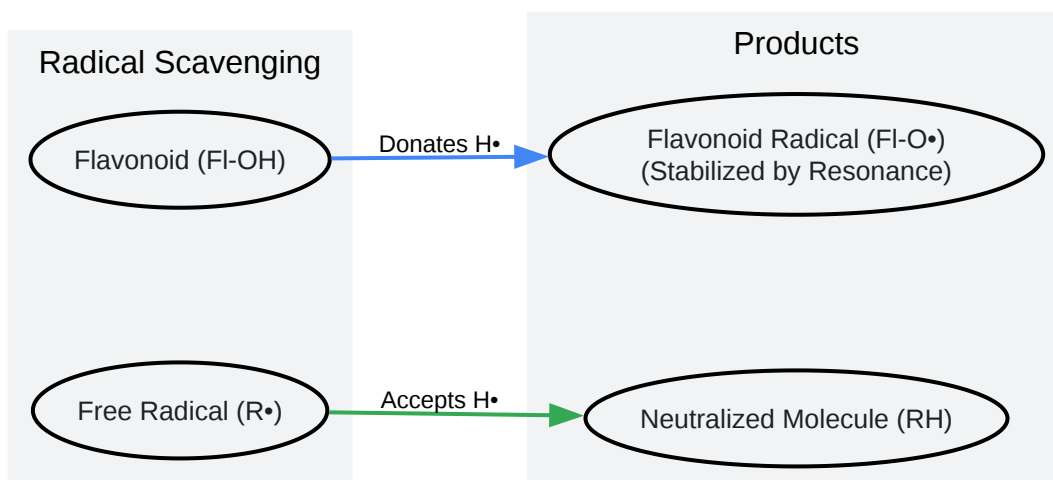 Radical Scavenging
Products
Flavonoid (Fl-OH)
Donates H•
Flavonoid Radical (Fl-O•)
(Stabilized by Resonance)
Free Radical (R•)
Accepts H•
Neutralized Molecule (RH)